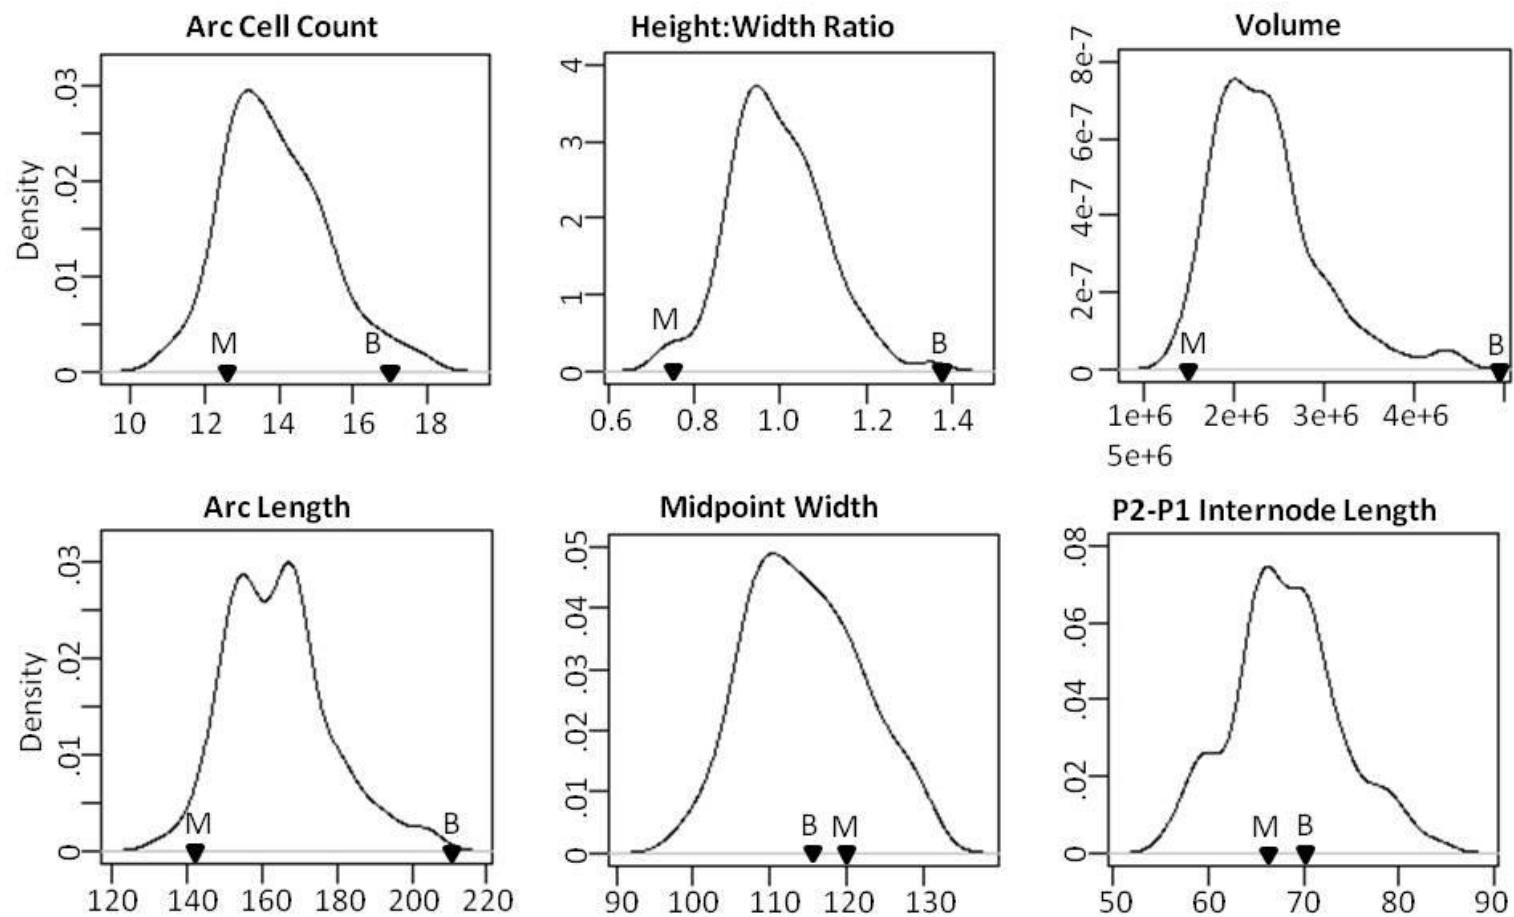 Arc Cell Count
Density
.03
.02
.01
0
M
B
10 12 14 16 18
Height:Width Ratio
4
3
2
1
0
M
B
0.6 0.8 1.0 1.2 1.4
Volume
8e-7
6e-7
4e-7
2e-7
0
M
B
1e+6 2e+6 3e+6 4e+6
5e+6
Arc Length
Density
.03
.02
.01
0
M
B
120 140 160 180 200 220
Midpoint Width
.05
.04
.03
.02
.01
0
B M
90 100 110 120 130
P2-P1 Internode Length
.08
.06
.04
.02
0
M B
50 60 70 80 90